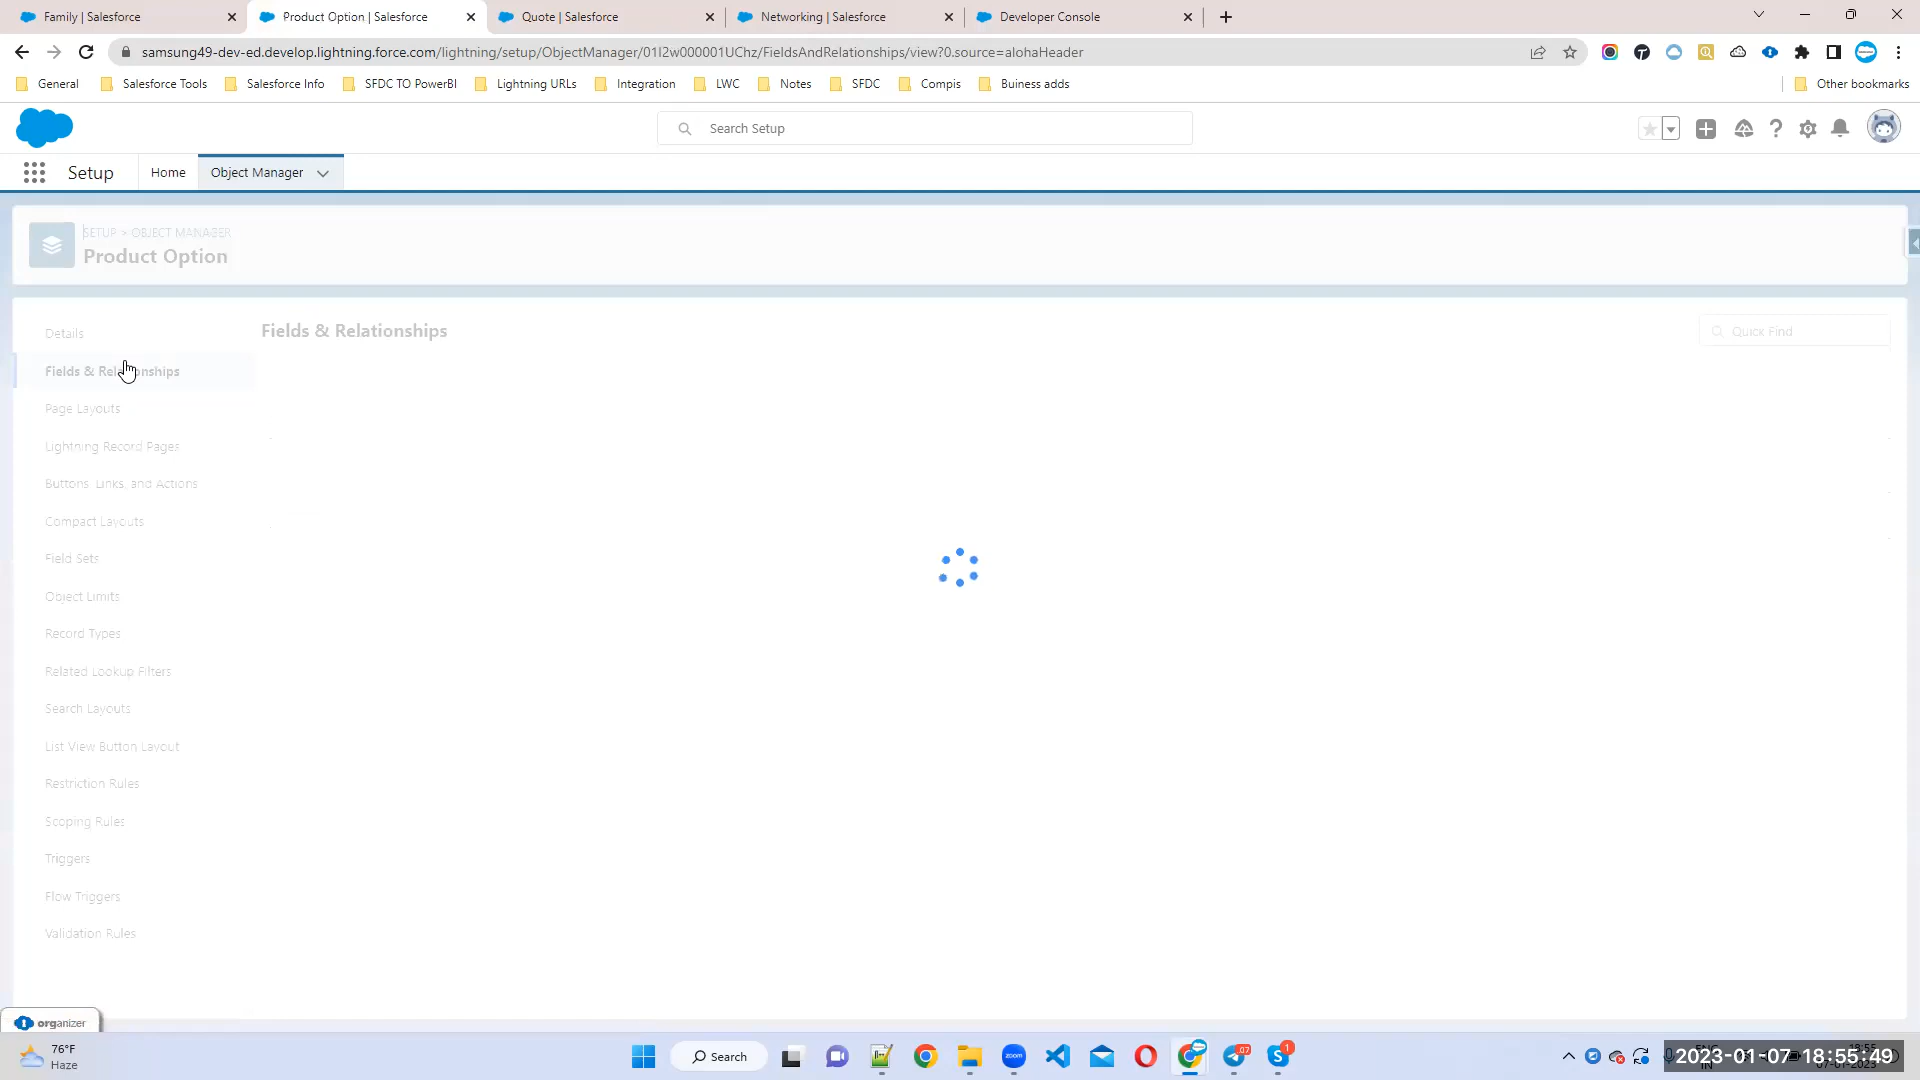 Family | Salesforce
Product Option | Salesforce
Quote | Salesforce
Networking | Salesforce
Developer Console
samsung49-dev-ed.develop.lightning.force.com/lightning/setup/ObjectManager/01I2w000001UChz/FieldsAndRelationships/view?0.source=alohaHeader
General
Salesforce Tools
Salesforce Info
SFDC TO PowerBI
Lightning URLs
Integration
LWC
Notes
SFDC
Compis
Buiness adds
Other bookmarks
Search Setup
Setup
Home
Object Manager
SETUP > OBJECT MANAGER
Product Option
Details
Fields & Relationships
Fields & Relationships
Quick Find
Page Layouts
Lightning Record Pages
Buttons, Links, and Actions
Compact Layouts
Field Sets
Object Limits
Record Types
Related Lookup Filters
Search Layouts
List View Button Layout
Restriction Rules
Scoping Rules
Triggers
Flow Triggers
Validation Rules
organizer
76°F
Haze
Search
zoom
07
1
2023-01-07 18:55:49